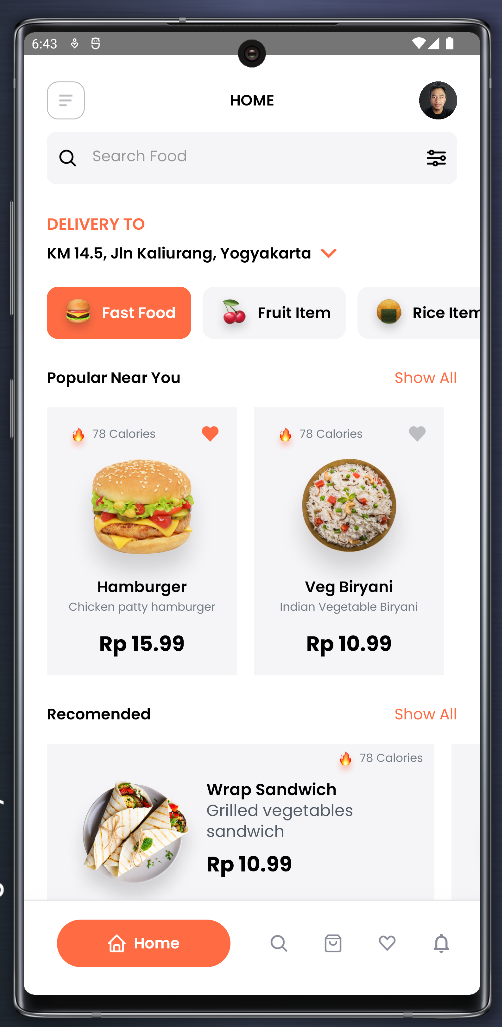 6:43
HOME
Search Food
DELIVERY TO
KM 14.5, Jln Kaliurang, Yogyakarta
Fast Food
Fruit Item
Rice Item
Popular Near You
Show All
78 Calories
Hamburger
Chicken patty hamburger
Rp 15.99
78 Calories
Veg Biryani
Indian Vegetable Biryani
Rp 10.99
Recomended
Show All
78 Calories
Wrap Sandwich
Grilled vegetables
sandwich
Rp 10.99
Home